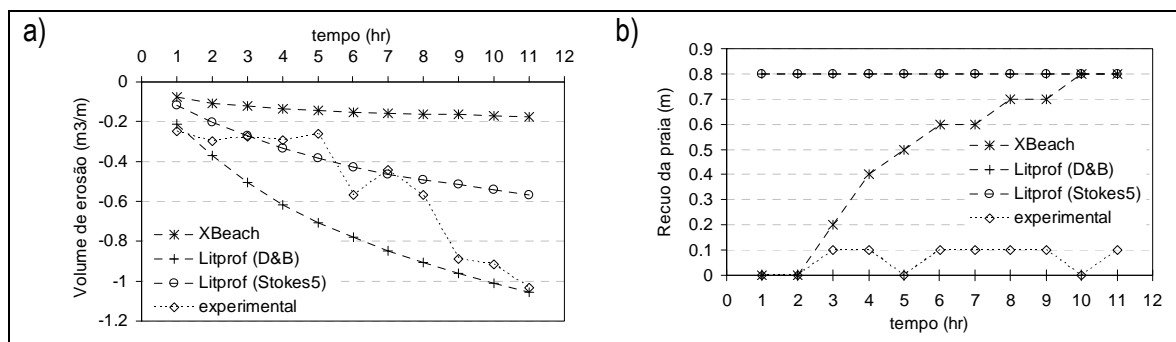 a)
tempo (hr)
0 1 2 3 4 5 6 7 8 9 10 11 12
0
-0.2
-0.4
-0.6
-0.8
-1
-1.2
Volume de erosão (m3/m)
XBeach
Litprof (D&B)
Litprof (Stokes5)
experimental
b)
0.9
0.8
0.7
0.6
0.5
0.4
0.3
0.2
0.1
0
Recuo da praia (m)
XBeach
Litprof (D&B)
Litprof (Stokes5)
experimental
0 1 2 3 4 5 6 7 8 9 10 11 12
tempo (hr)